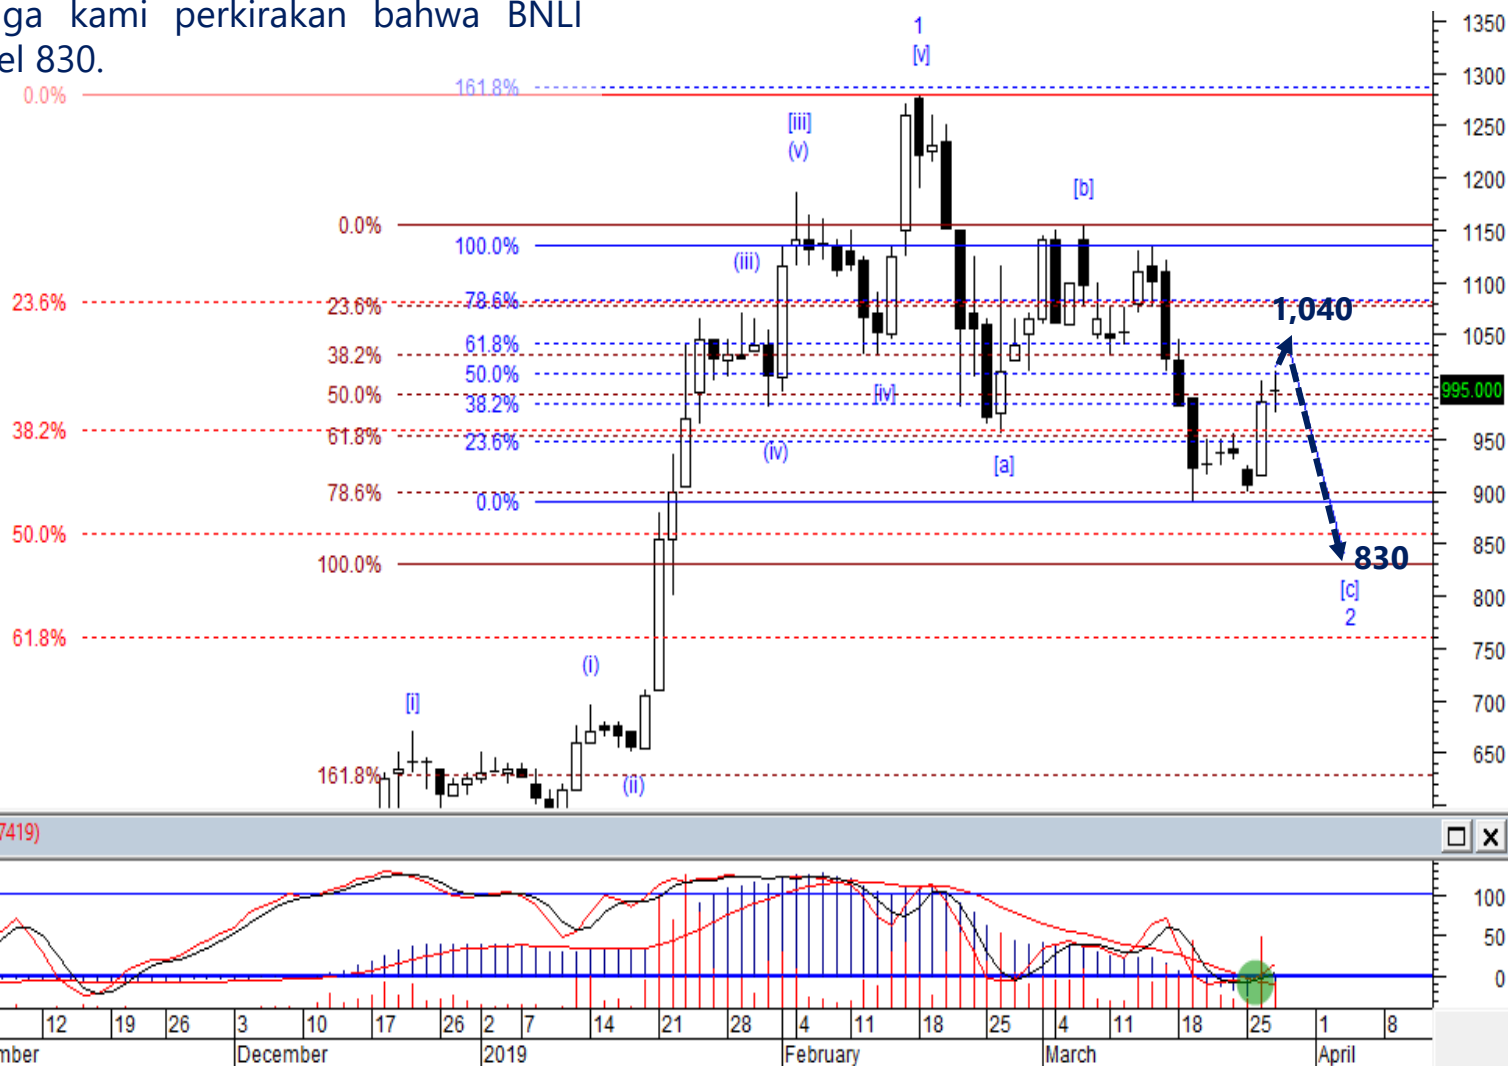 ga kami perkirakan bahwa BNLI
el 830.
1
[v]
1350
1300
1250
1200
1150
1100
1050
995.000
950
900
850
800
750
700
650
0.0%
161.8%
[iii]
(v)
[b]
0.0%
100.0%
(iii)
23.6%
23.6%
78.6%
1,040
61.8%
38.2%
50.0%
50.0%
38.2%
[iv]
38.2%
61.8%
23.6%
(iv)
[a]
78.6%
0.0%
50.0%
100.0%
830
[c]
2
61.8%
(i)
[i]
161.8%
(ii)
7419)
100
50
0
12 19 26 3 10 17 26 2 7 14 21 28 4 11 18 25 4 11 18 25 1 8
mber December 2019 February March April